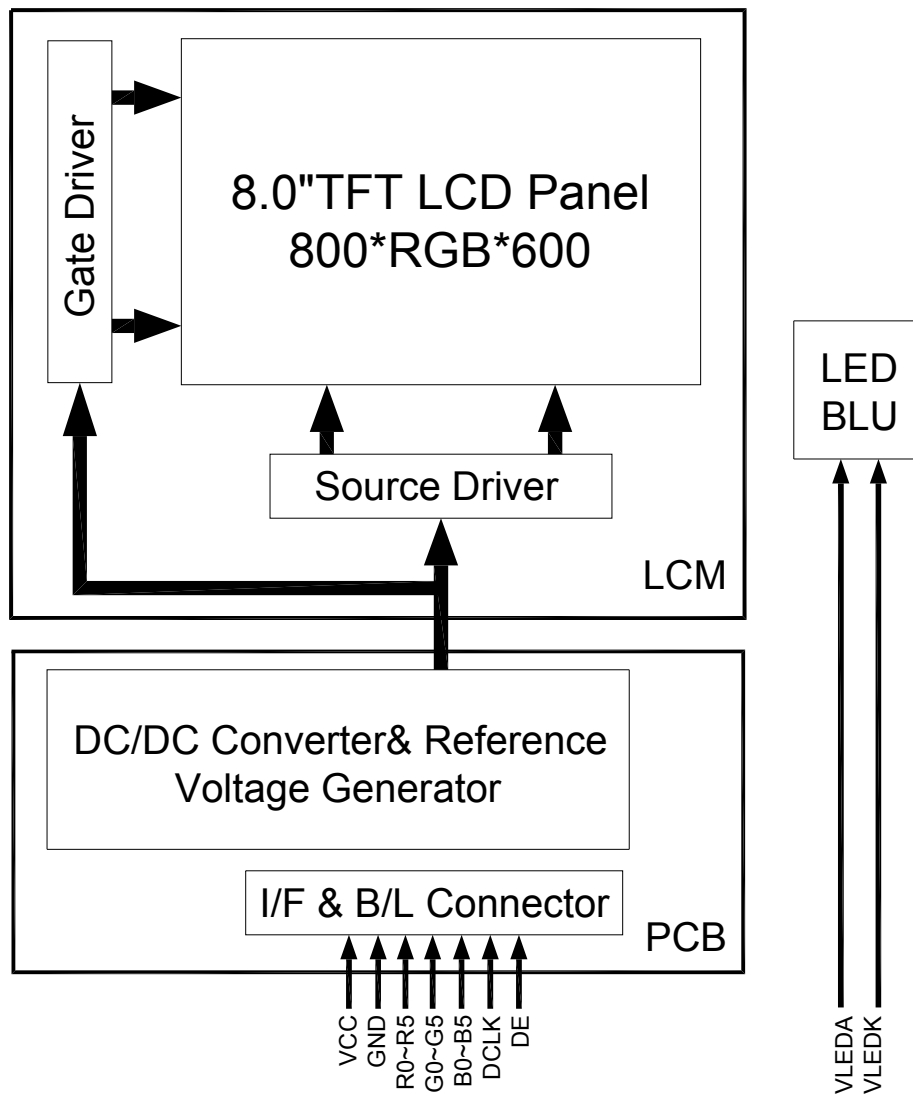 Gate Driver
8.0"TFT LCD Panel
800*RGB*600
LED
BLU
Source Driver
LCM
DC/DC Converter& Reference
Voltage Generator
I/F & B/L Connector
PCB
VCC
GND
R0~R5
G0~G5
B0~B5
DCLK
DE
VLEDA
VLEDK